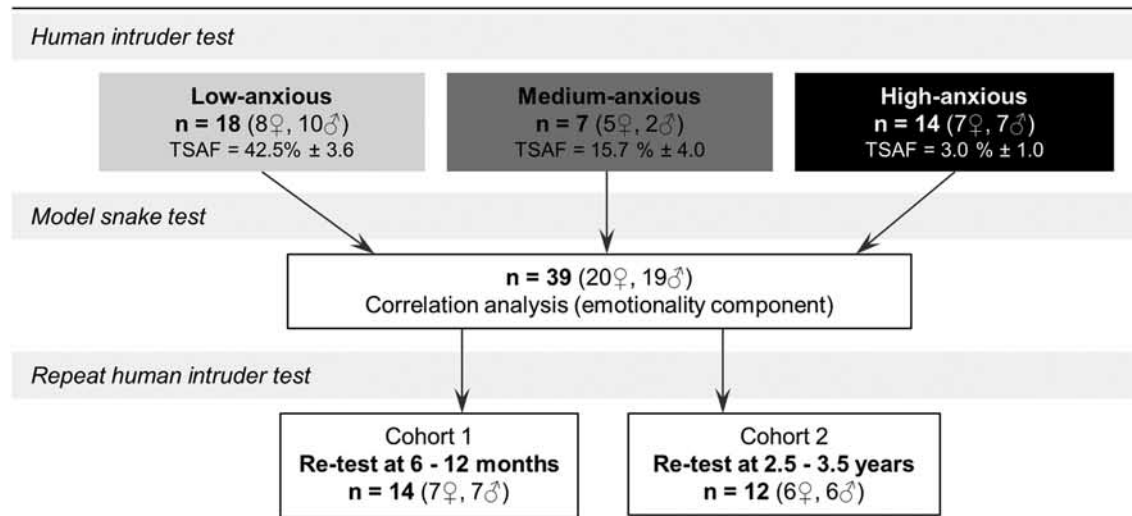 Human intruder test
Low-anxious
n = 18 (8♀, 10♂)
TSAF = 42.5% ± 3.6
Medium-anxious
n = 7 (5♀, 2♂)
TSAF = 15.7 % ± 4.0
High-anxious
n = 14 (7♀, 7♂)
TSAF = 3.0 % ± 1.0
Model snake test
n = 39 (20♀, 19♂)
Correlation analysis (emotionality component)
Repeat human intruder test
Cohort 1
Re-test at 6 - 12 months
n = 14 (7♀, 7♂)
Cohort 2
Re-test at 2.5 - 3.5 years
n = 12 (6♀, 6♂)